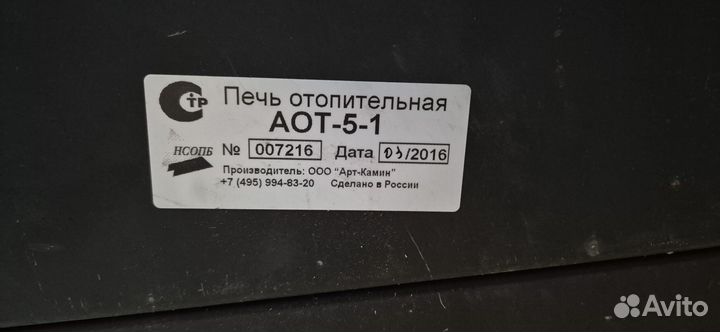 СТР Печь отопительная
АОТ-5-1
НСОПБ № 007216 Дата 03/2016
Производитель: ООО "Арт-Камин"
+7 (495) 994-83-20 Сделано в России
Avito